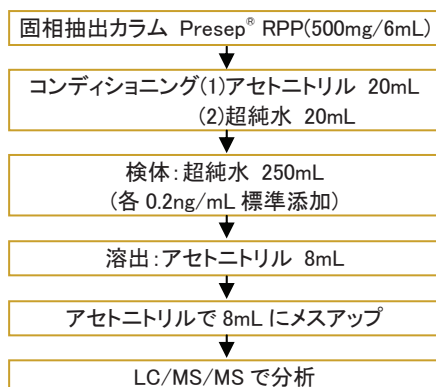 固相抽出カラム Presep® RPP(500mg/6mL)
コンディショニング(1)アセトニトリル 20mL
(2)超純水 20mL
検体:超純水 250mL
(各 0.2ng/mL 標準添加)
溶出:アセトニトリル 8mL
アセトニトリルで 8mL にメスアップ
LC/MS/MS で分析